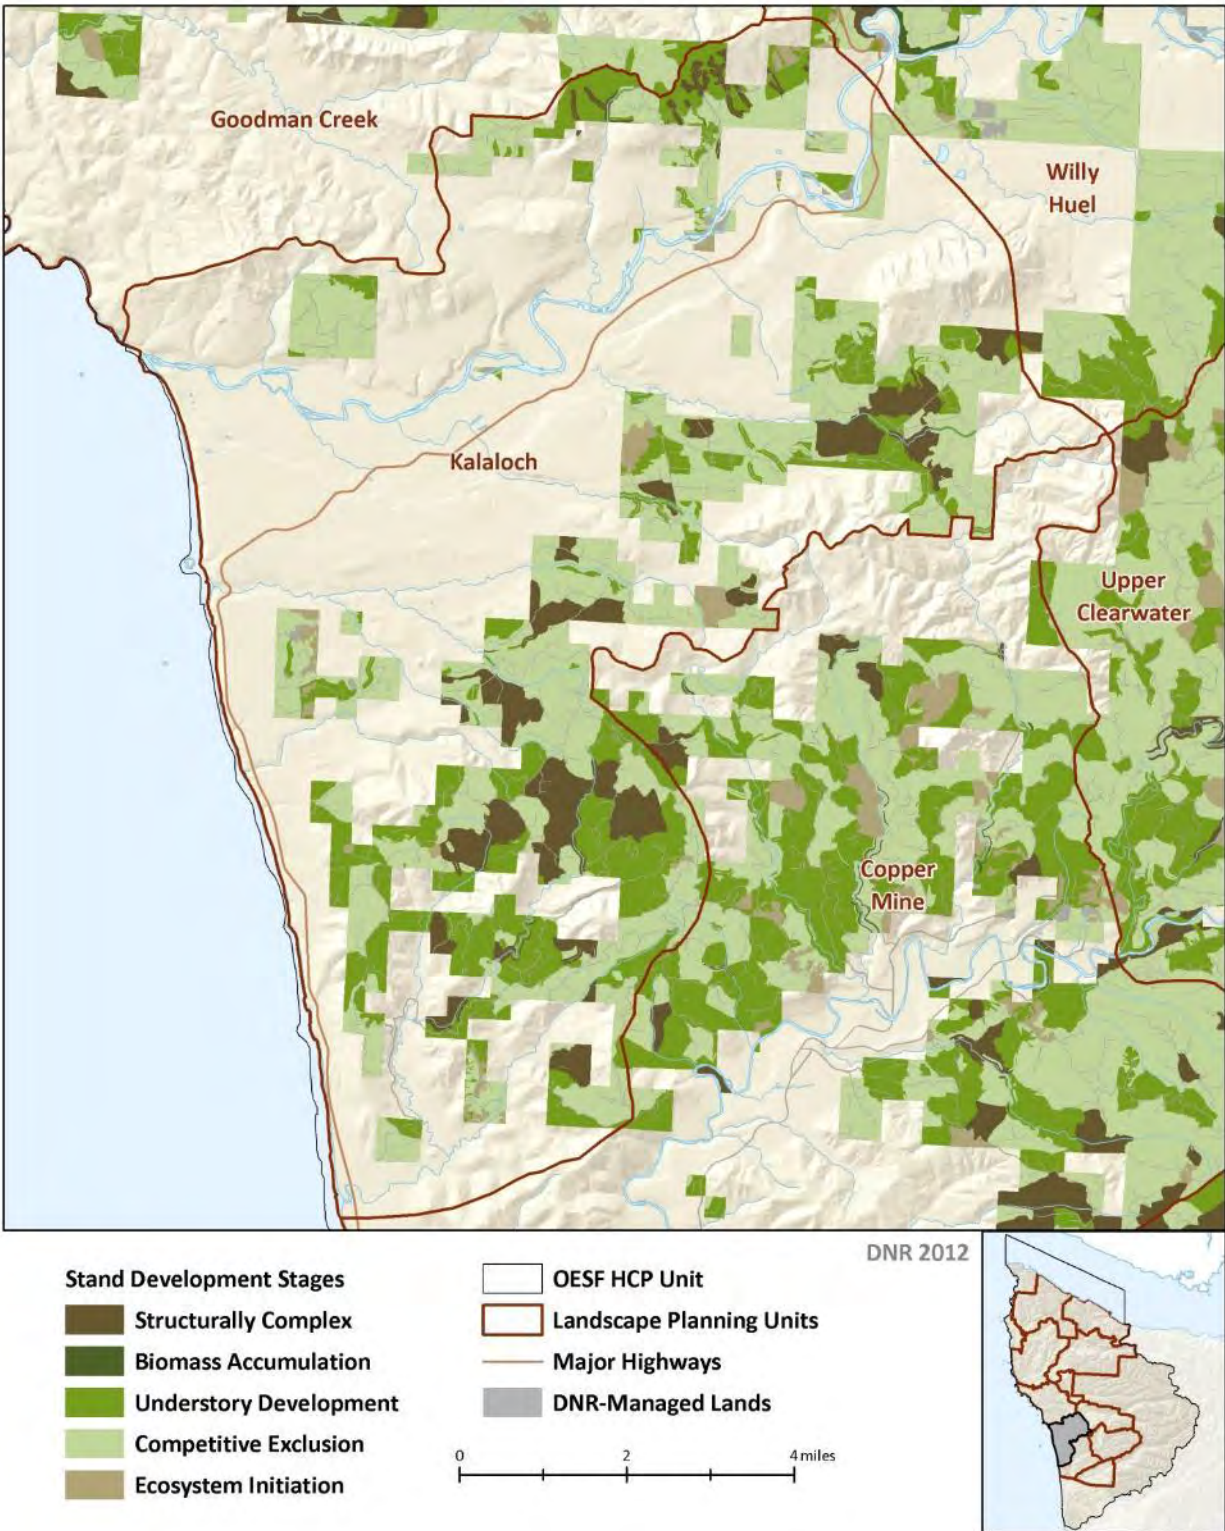 Goodman Creek
Willy
Huel
Kalaloch
Upper
Clearwater
Copper
Mine
DNR 2012
Stand Development Stages
Structurally Complex
Biomass Accumulation
Understory Development
Competitive Exclusion
Ecosystem Initiation
OESF HCP Unit
Landscape Planning Units
Major Highways
DNR-Managed Lands
0 2 4 miles